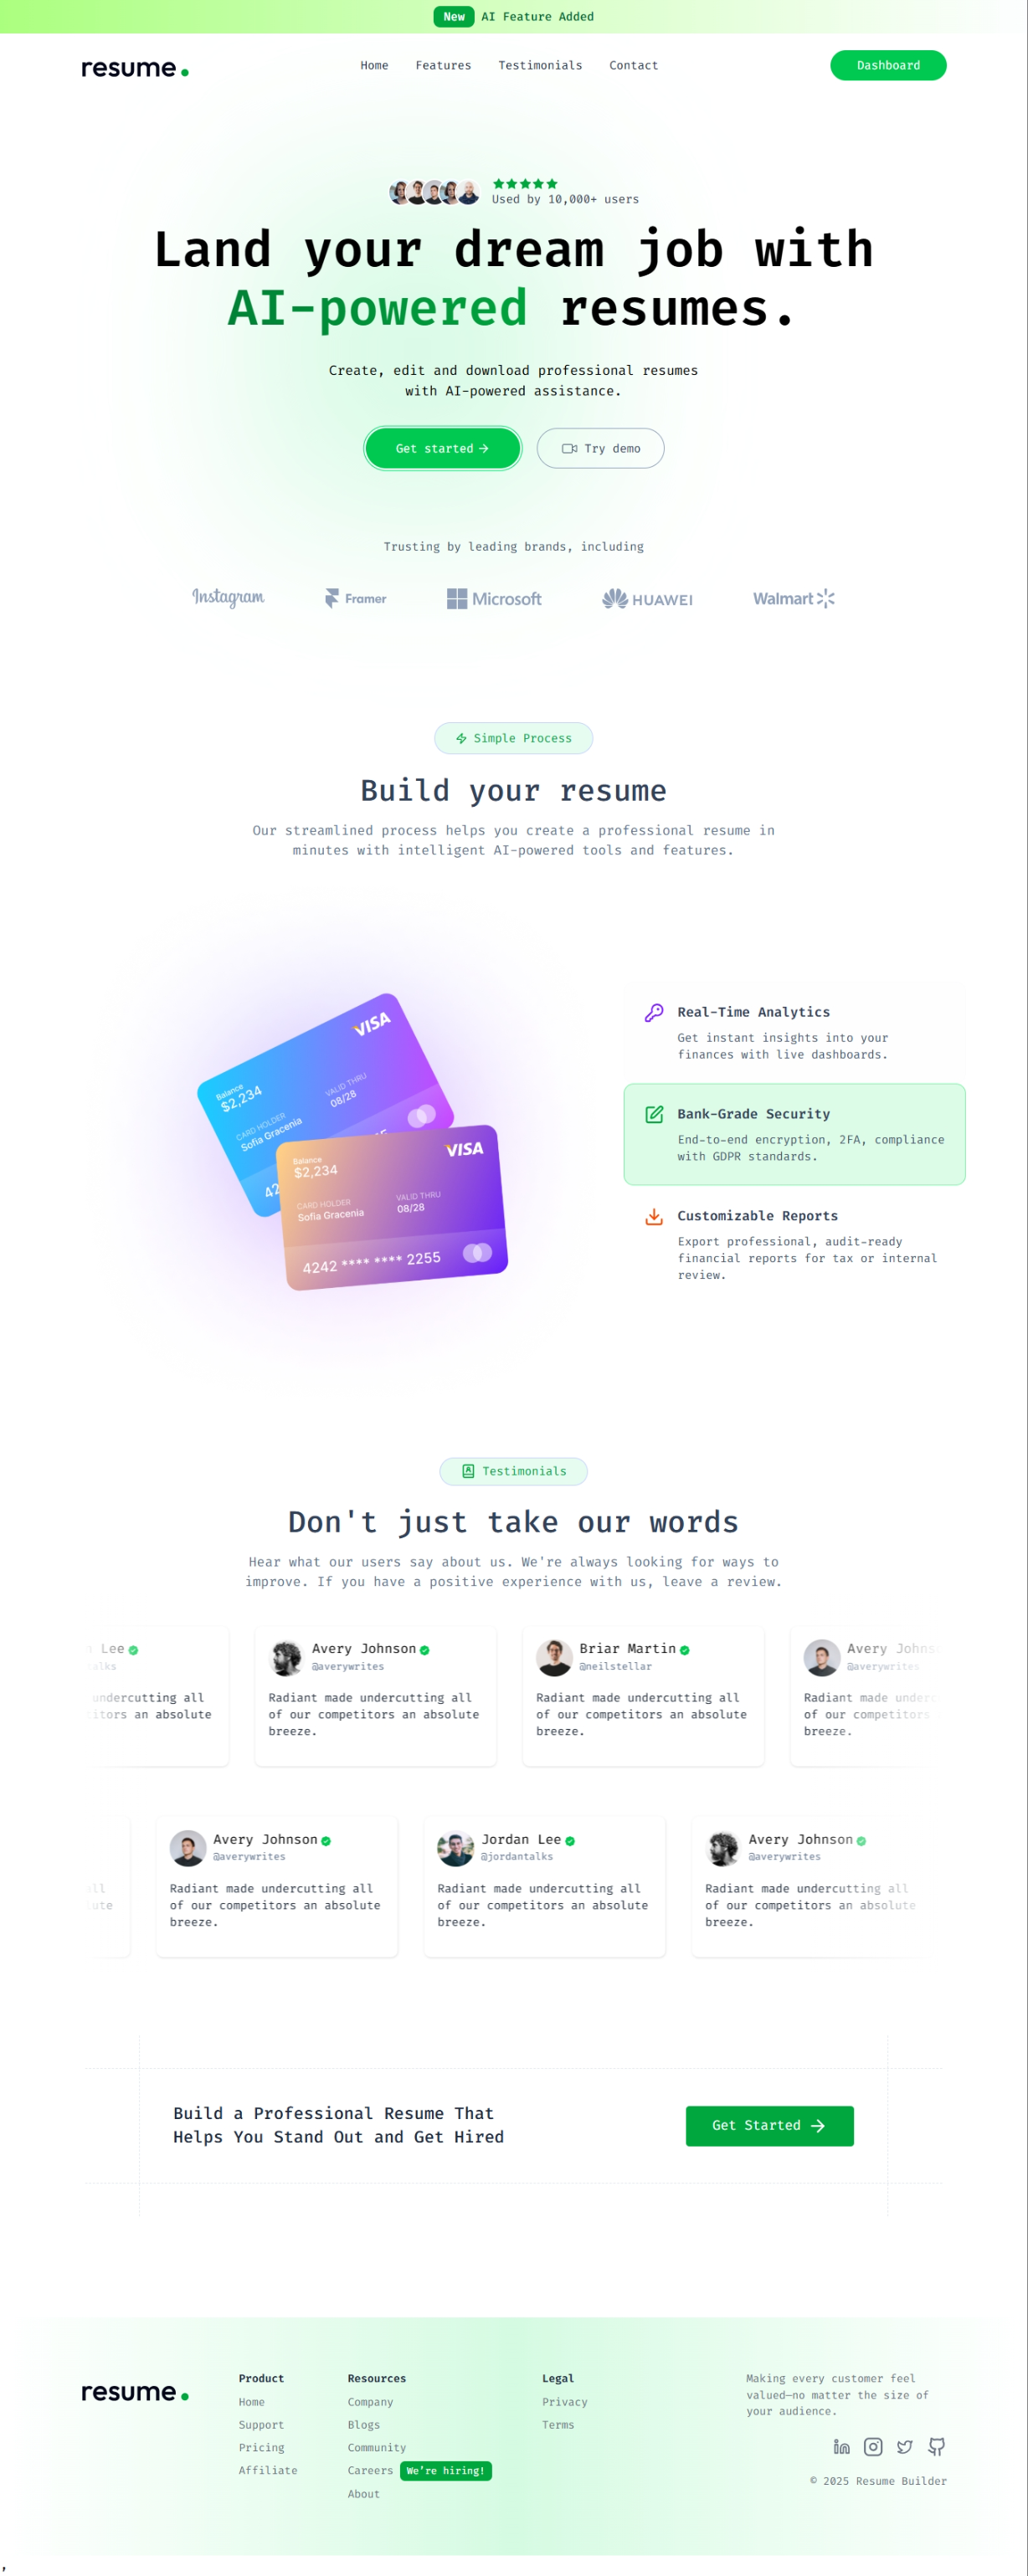 New AI Feature Added
resume.
Home Features Testimonials Contact
Dashboard
Used by 10,000+ users
Land your dream job with
AI-powered resumes.
Create, edit and download professional resumes
with AI-powered assistance.
Get started →
Try demo
Trusting by leading brands, including
Instagram
Framer
Microsoft
HUAWEI
Walmart
Simple Process
Build your resume
Our streamlined process helps you create a professional resume in
minutes with intelligent AI-powered tools and features.
VISA
Balance
$2,234
VALID THRU
08/28
CARD HOLDER
Sofia Gracenia
42
VISA
Balance
$2,234
CARD HOLDER
Sofia Gracenia
VALID THRU
08/28
4242 **** **** 2255
Real-Time Analytics
Get instant insights into your
finances with live dashboards.
Bank-Grade Security
End-to-end encryption, 2FA, compliance
with GDPR standards.
Customizable Reports
Export professional, audit-ready
financial reports for tax or internal
review.
Testimonials
Don't just take our words
Hear what our users say about us. We're always looking for ways to
improve. If you have a positive experience with us, leave a review.
Lee
undercutting all
an absolute
Avery Johnson
@averywrites
Radiant made undercutting all
of our competitors an absolute
breeze.
Briar Martin
@neilstellar
Radiant made undercutting all
of our competitors an absolute
breeze.
Avery Johnson
@averywrites
Radiant made
of our competitors
breeze.
Avery Johnson
@averywrites
Radiant made undercutting all
of our competitors an absolute
breeze.
Jordan Lee
@jordantalks
Radiant made undercutting all
of our competitors an absolute
breeze.
Avery Johnson
@averywrites
Radiant made undercutting all
of our competitors an absolute
breeze.
Build a Professional Resume That
Helps You Stand Out and Get Hired
Get Started →
resume.
Product
Home
Support
Pricing
Affiliate
Resources
Company
Blogs
Community
Careers We're hiring!
About
Legal
Privacy
Terms
Making every customer feel
valued—no matter the size of
your audience.
© 2025 Resume Builder
,